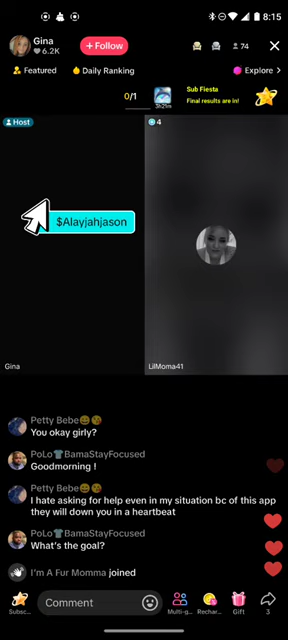 8:15
Gina
6.2K
+ Follow
74
Featured
Daily Ranking
Explore >
0/1
3h21m
Sub Fiesta
Final results are in!
Host
4
$Alayjahjason
Gina
LilMoma41
Petty Bebe😄😘
You okay girly?
PoLo👕BamaStayFocused
Goodmorning !
Petty Bebe😄😘
I hate asking for help even in my situation bc of this app
they will down you in a heartbeat
PoLo👕BamaStayFocused
What's the goal?
I'm A Fur Momma joined
Comment
3
Subsc...
Multi-g...
Rechar...
Gift